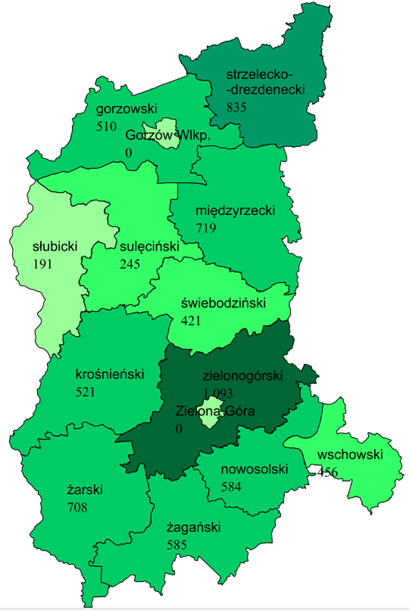 strzelecko-
-drezdenecki
835
gorzowski
510
Gorzów Wlkp.
0
międzyrzecki
719
słubicki
191
sulęciński
245
świebodziński
421
krośnieński
521
zielonogórski
1 093
Zielona Góra
0
wschowski
456
nowosolski
584
żarski
708
żagański
585